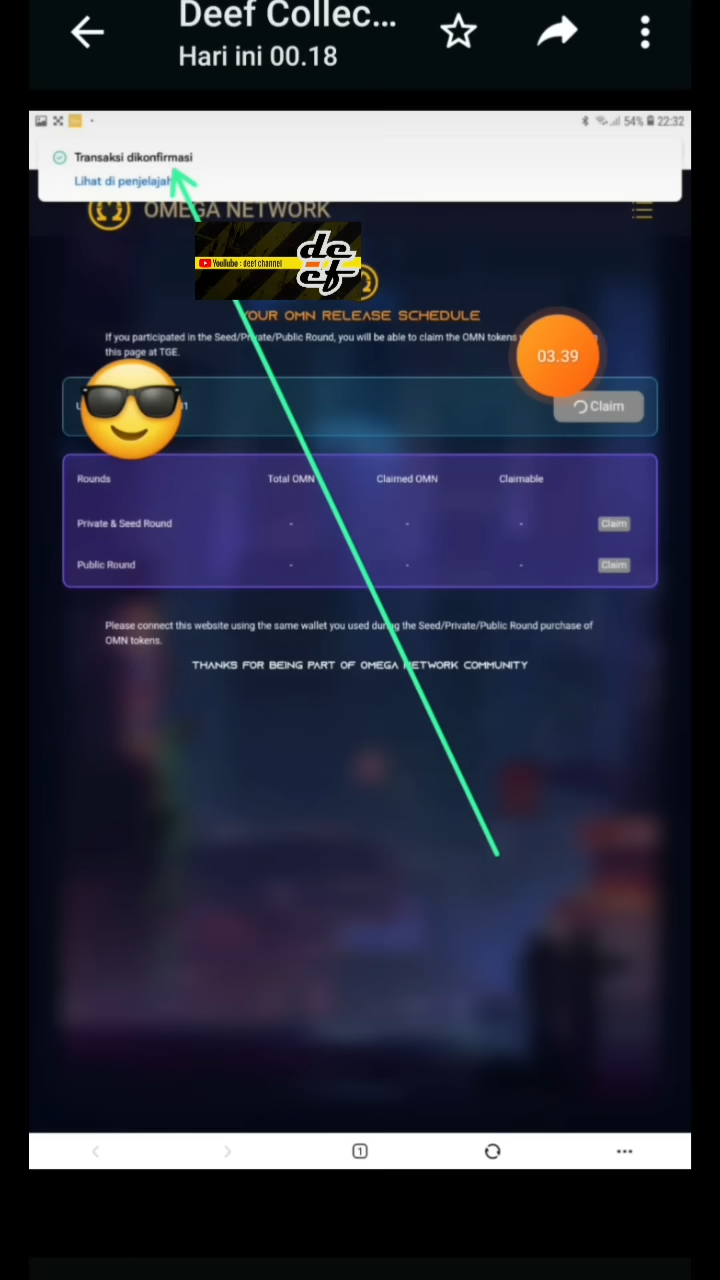 Deef Collec...
Hari ini 00.18
54% 22:32
Transaksi dikonfirmasi
Lihat di penjelajah
OMEGA NETWORK
YouTube : deef channel
de
ef
YOUR OMN RELEASE SCHEDULE
If you participated in the Seed/Private/Public Round, you will be able to claim the OMN tokens
this page at TGE.
03.39
Claim
Rounds Total OMN Claimed OMN Claimable
Private & Seed Round - - - Claim
Public Round - - - Claim
Please connect this website using the same wallet you used during the Seed/Private/Public Round purchase of
OMN tokens.
THANKS FOR BEING PART OF OMEGA NETWORK COMMUNITY
1